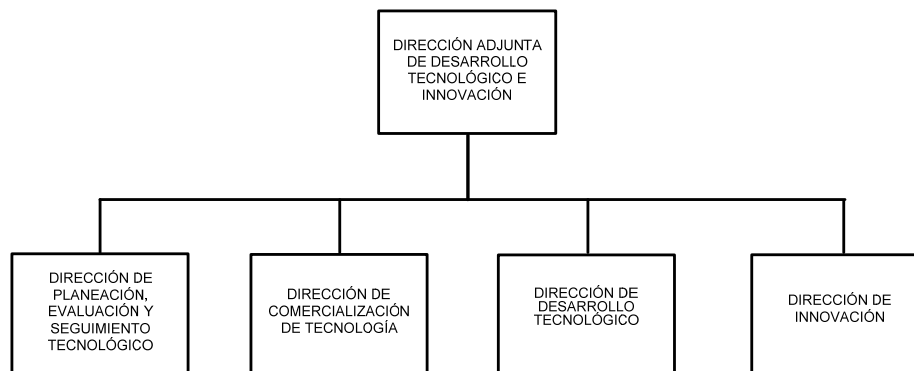 DIRECCIÓN ADJUNTA
DE DESARROLLO
TECNOLÓGICO E
INNOVACIÓN
DIRECCIÓN DE
PLANEACIÓN,
EVALUACIÓN Y
SEGUIMIENTO
TECNOLÓGICO
DIRECCIÓN DE
COMERCIALIZACIÓN
DE TECNOLOGÍA
DIRECCIÓN DE
DESARROLLO
TECNOLÓGICO
DIRECCIÓN DE
INNOVACIÓN